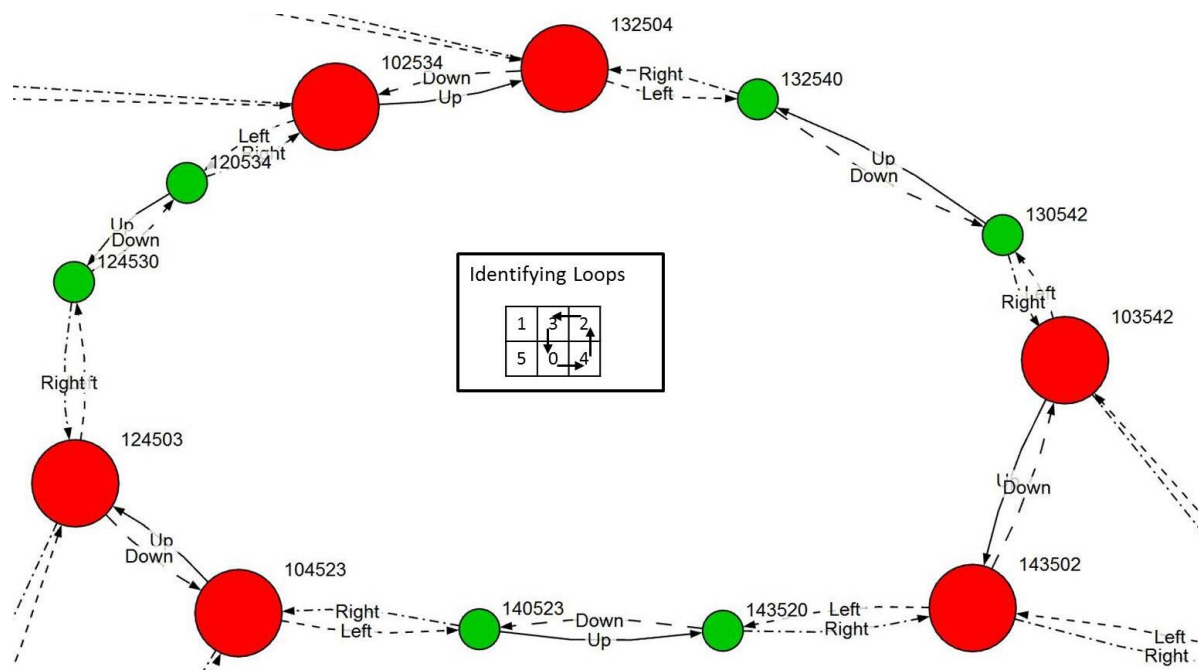 132504
102534
Down
Up
Right
Left
132540
Left
Right
120534
Up
Down
Up
Down
124530
130542
Right
Left
103542
Identifying Loops
1 3 2
5 0 4
Right
124503
Up
Down
Up
Down
104523
143502
Right
Left
140523
Down
Up
143520
Left
Right
Left
Right